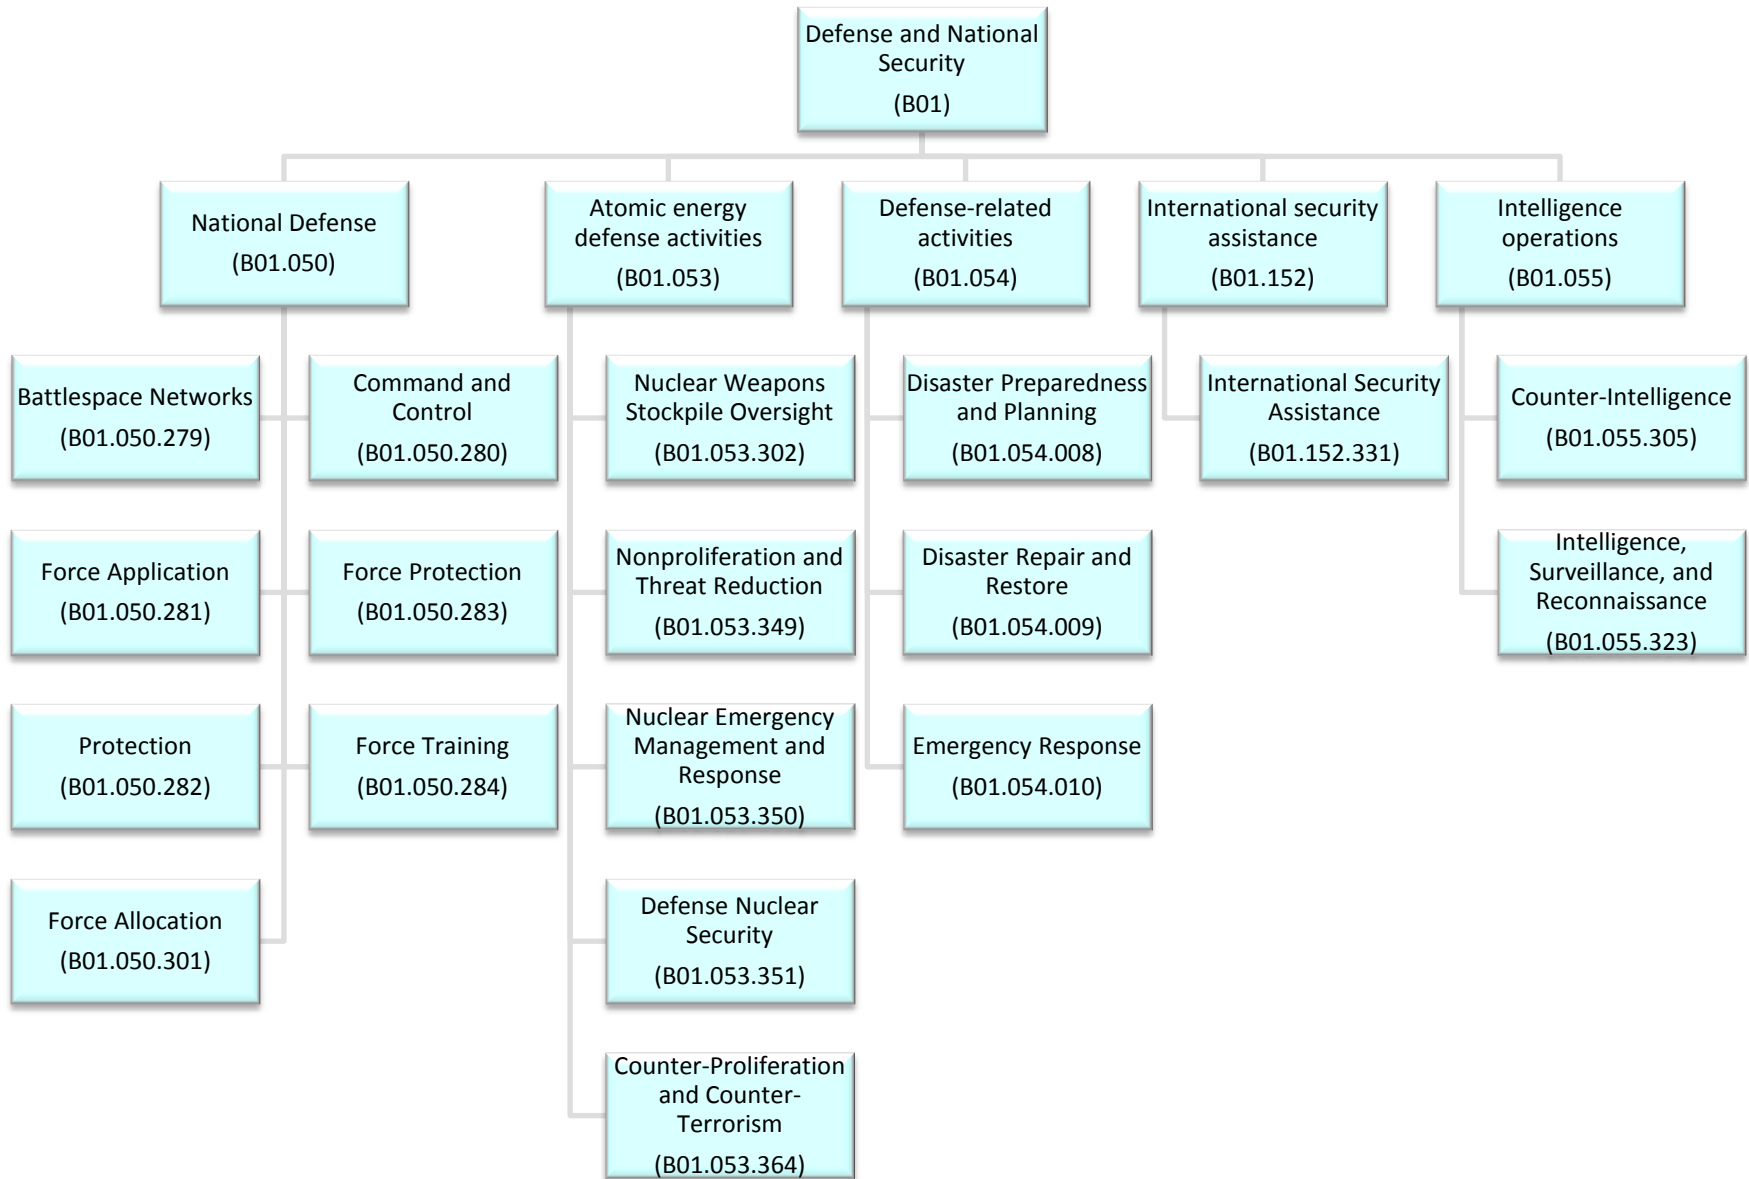 Defense and National
Security
(B01)
National Defense
(B01.050)
Atomic energy
defense activities
(B01.053)
Defense-related
activities
(B01.054)
International security
assistance
(B01.152)
Intelligence
operations
(B01.055)
Battlespace Networks
(B01.050.279)
Command and
Control
(B01.050.280)
Nuclear Weapons
Stockpile Oversight
(B01.053.302)
Disaster Preparedness
and Planning
(B01.054.008)
International Security
Assistance
(B01.152.331)
Counter-Intelligence
(B01.055.305)
Force Application
(B01.050.281)
Force Protection
(B01.050.283)
Nonproliferation and
Threat Reduction
(B01.053.349)
Disaster Repair and
Restore
(B01.054.009)
Intelligence,
Surveillance, and
Reconnaissance
(B01.055.323)
Protection
(B01.050.282)
Force Training
(B01.050.284)
Nuclear Emergency
Management and
Response
(B01.053.350)
Emergency Response
(B01.054.010)
Force Allocation
(B01.050.301)
Defense Nuclear
Security
(B01.053.351)
Counter-Proliferation
and Counter-
Terrorism
(B01.053.364)